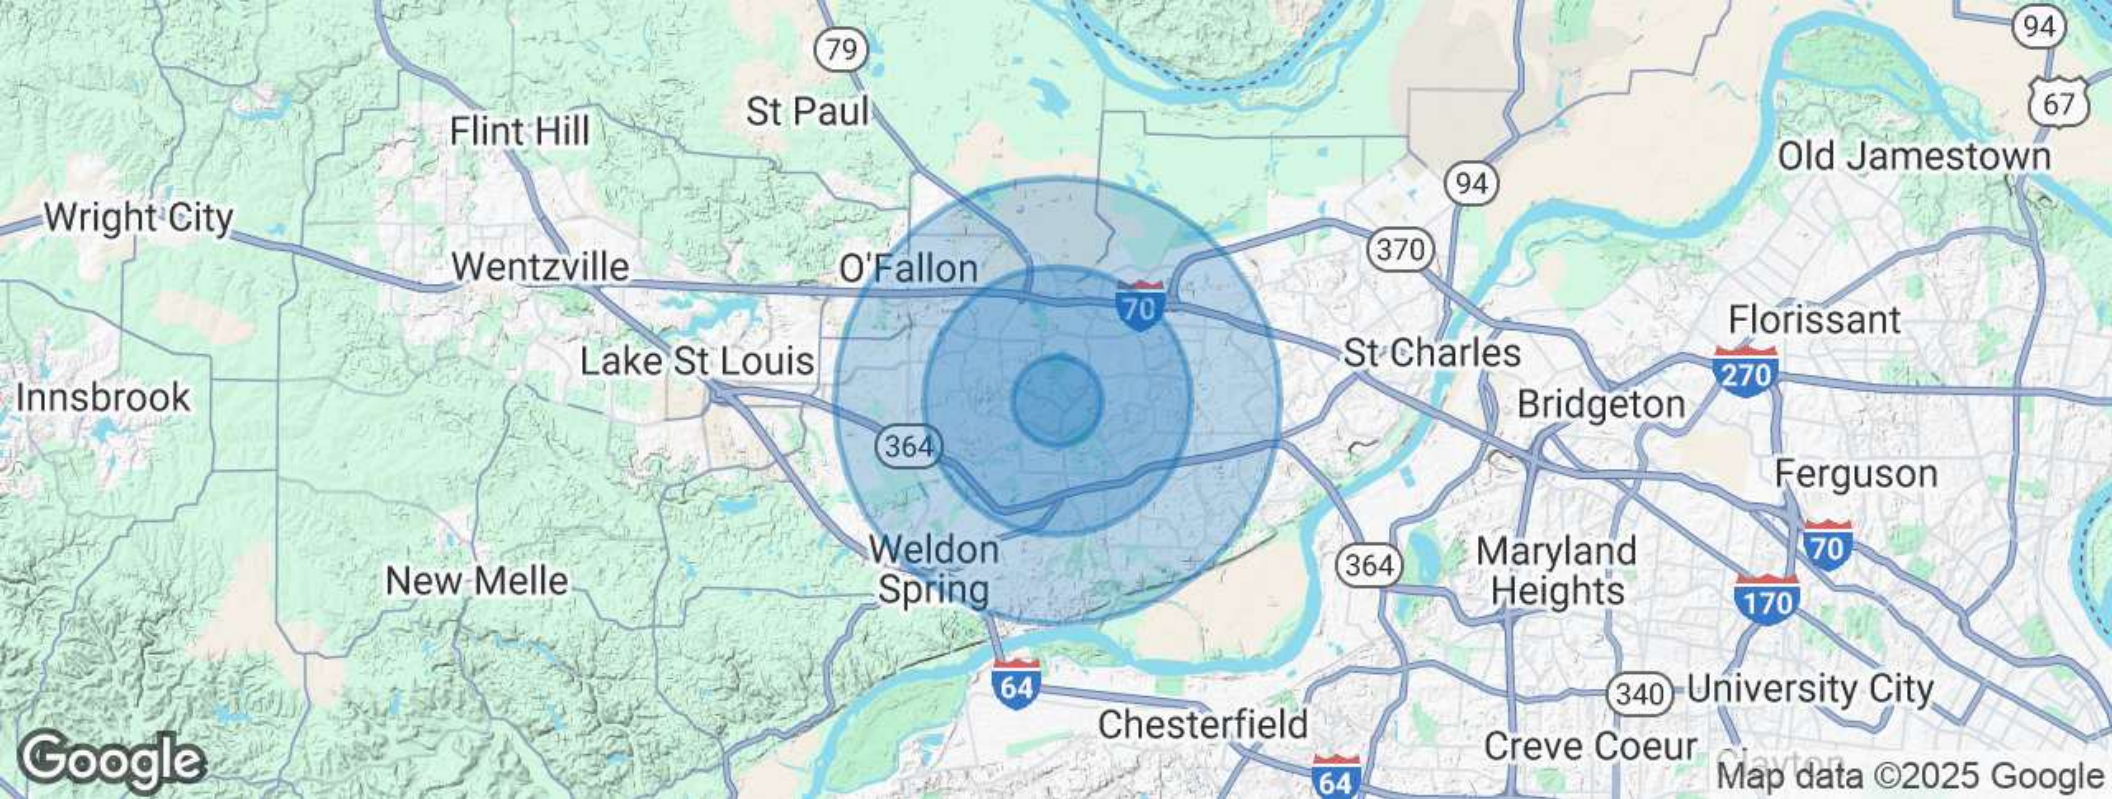 79
94
67
St Paul
Flint Hill
Old Jamestown
94
Wright City
370
Wentzville
O'Fallon
70
Florissant
St Charles
Lake St Louis
270
Innsbrook
Bridgeton
364
Ferguson
70
Weldon
Spring
Maryland
Heights
364
New Melle
170
64
340
University City
Chesterfield
Creve Coeur
Clayton
64
Google
Map data ©2025 Google